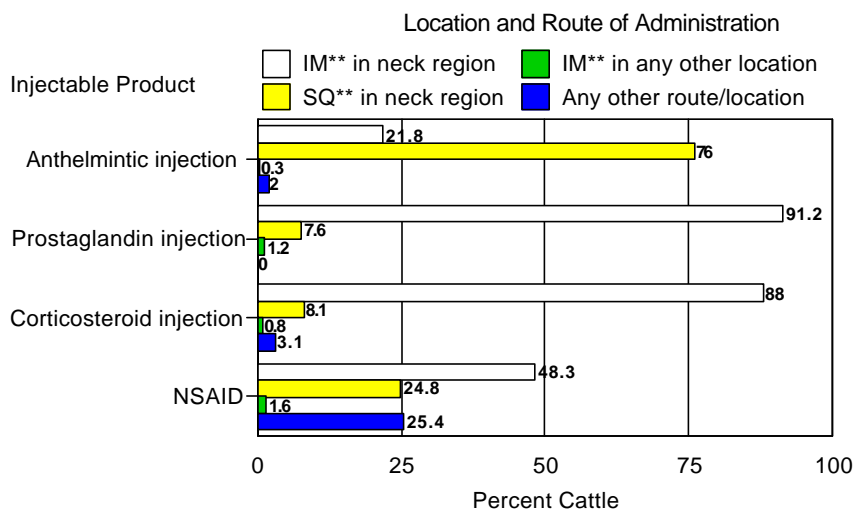 Location and Route of Administration
Injectable Product
IM** in neck region
IM** in any other location
SQ** in neck region
Any other route/location
Anthelmintic injection
21.8
76
0.3
2
Prostaglandin injection
91.2
7.6
1.2
0
Corticosteroid injection
88
8.1
0.8
3.1
NSAID
48.3
24.8
1.6
25.4
0 25 50 75 100
Percent Cattle